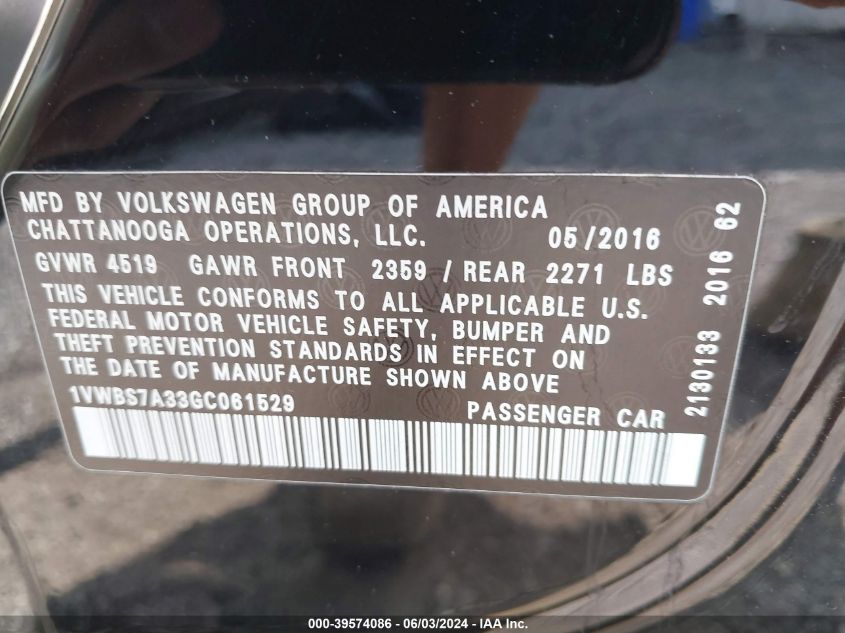 MFD BY VOLKSWAGEN GROUP OF AMERICA
CHATTANOOGA OPERATIONS, LLC. 05/2016
GVWR 4519 GAWR FRONT 2359 / REAR 2271 LBS
THIS VEHICLE CONFORMS TO ALL APPLICABLE U.S.
FEDERAL MOTOR VEHICLE SAFETY, BUMPER AND
THEFT PREVENTION STANDARDS IN EFFECT ON
THE DATE OF MANUFACTURE SHOWN ABOVE
1VWBS7A33GC061529 PASSENGER CAR
2130133 2016 62
000-39574086 - 06/03/2024 - IAA Inc.